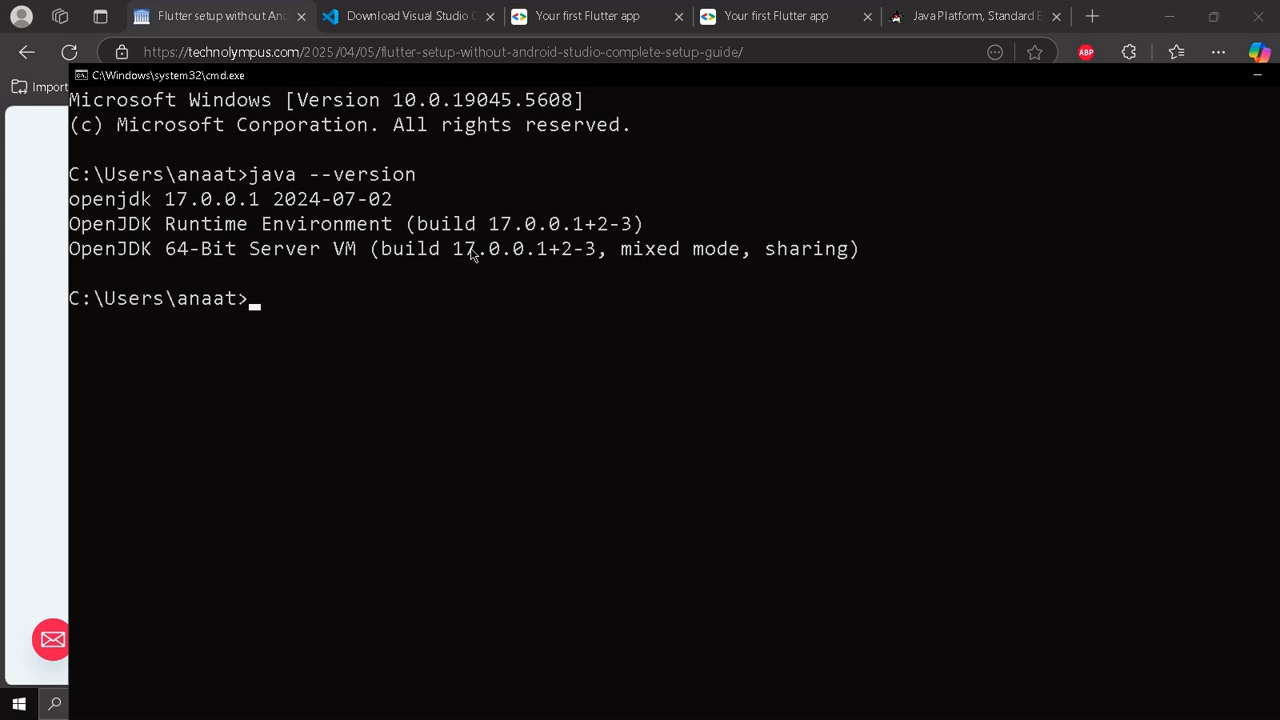 Flutter setup without And
Download Visual Studio C
Your first Flutter app
Your first Flutter app
Java Platform, Standard E
https://technolympus.com/2025/04/05/flutter-setup-without-android-studio-complete-setup-guide/
ABP
Import
C:\Windows\system32\cmd.exe
Microsoft Windows [Version 10.0.19045.5608]
(c) Microsoft Corporation. All rights reserved.
C:\Users\anaat>java --version
openjdk 17.0.0.1 2024-07-02
OpenJDK Runtime Environment (build 17.0.0.1+2-3)
OpenJDK 64-Bit Server VM (build 17.0.0.1+2-3, mixed mode, sharing)
C:\Users\anaat>